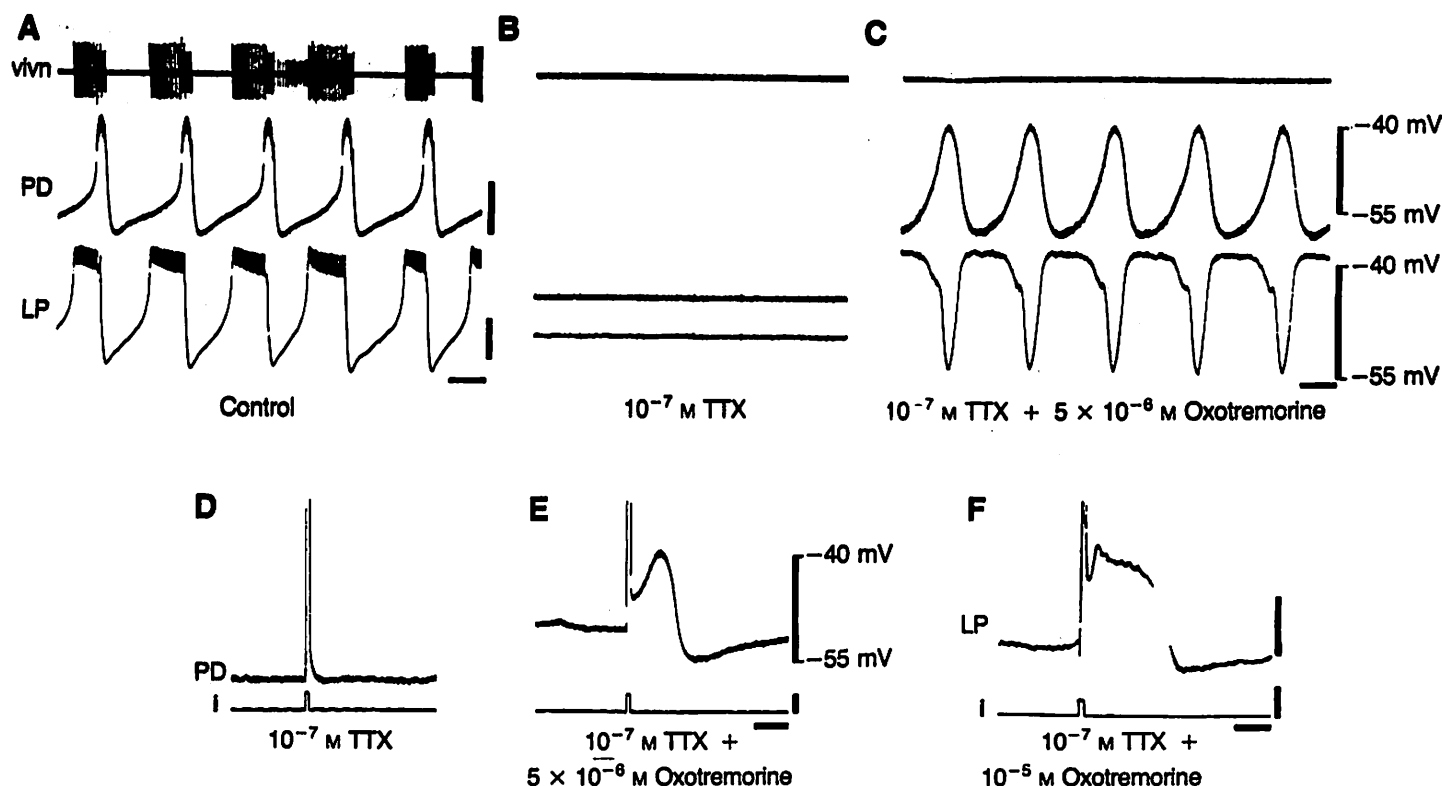 A
B
C
vivn
PD
LP
−40 mV
−55 mV
−40 mV
−55 mV
Control
10⁻⁷ M TTX
10⁻⁷ M TTX + 5 × 10⁻⁶ M Oxotremorine
D
E
F
PD
i
−40 mV
−55 mV
LP
i
10⁻⁷ M TTX
10⁻⁷ M TTX +
5 × 10⁻⁶ M Oxotremorine
10⁻⁷ M TTX +
10⁻⁵ M Oxotremorine